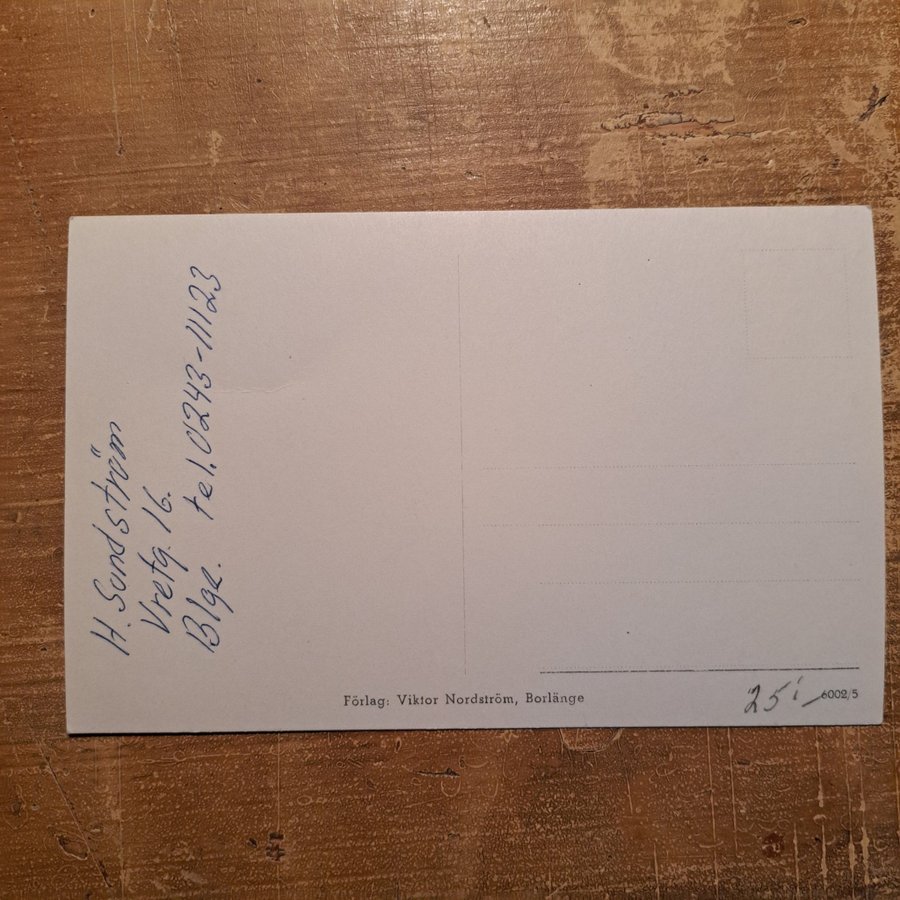 H. Sundström
Vretg. 16.
Blge. tel. 0243-11123
Förlag: Viktor Nordström, Borlänge
25:-
6002/5